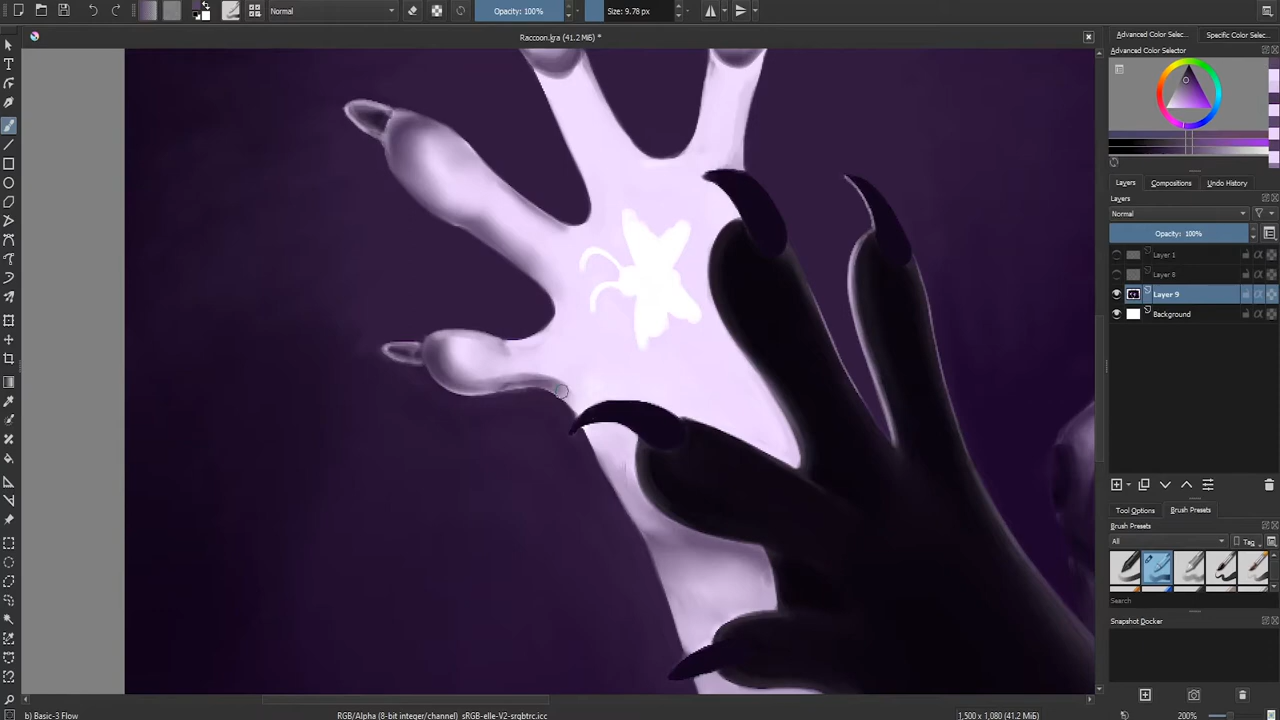 Normal
Opacity: 100%
Size: 9.78 px
Raccoon.kra (41.2 MiB) *
Advanced Color Selec...
Specific Color Selec...
Advanced Color Selector
Layers
Compositions
Undo History
Layers
Normal
Opacity: 100%
Layer 1
Layer 8
Layer 9
Background
Tool Options
Brush Presets
Brush Presets
All
Tag
Search
Snapshot Docker
b) Basic-3 Flow
RGB/Alpha (8-bit integer/channel) sRGB-elle-V2-srgbtrc.icc
1,500 x 1,080 (41.2 MiB)
200%